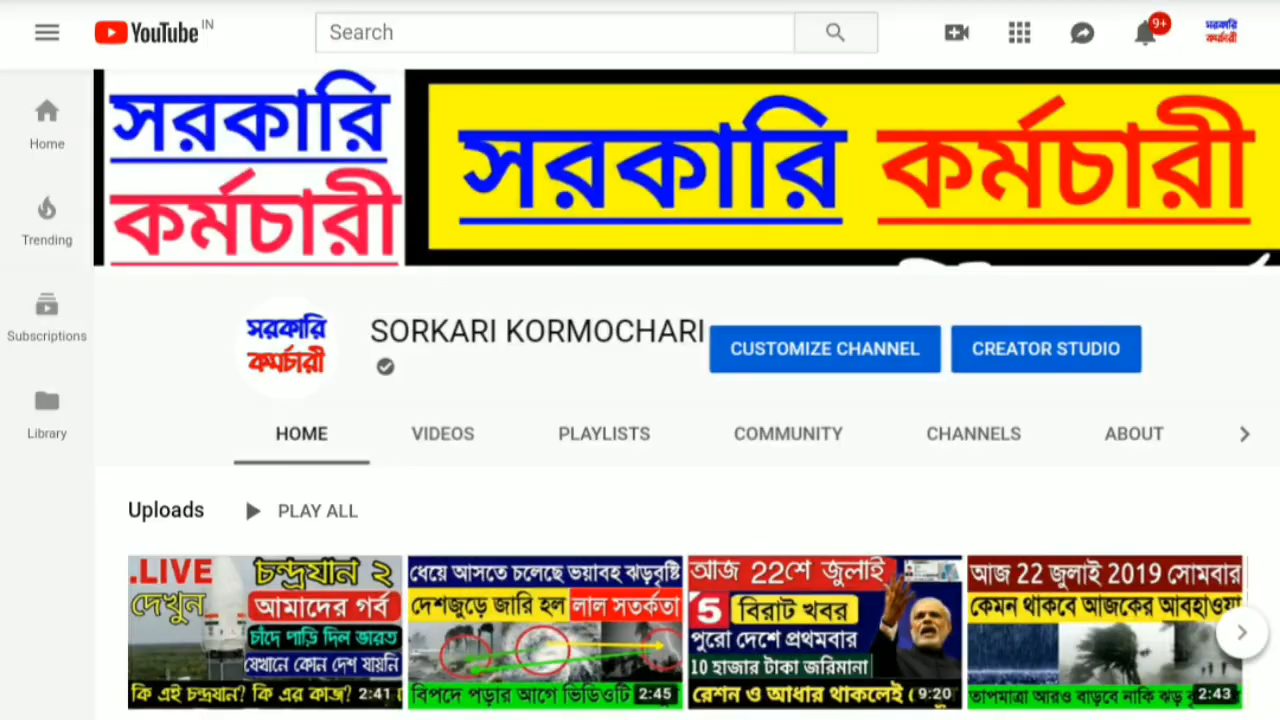 YouTube IN
Search
9+
সরকারি
কর্মচারী
Home
Trending
Subscriptions
Library
সরকারি
কর্মচারী
সরকারি কর্মচারী
সরকারি
কর্মচারী
SORKARI KORMOCHARI
CUSTOMIZE CHANNEL
CREATOR STUDIO
HOME VIDEOS PLAYLISTS COMMUNITY CHANNELS ABOUT
Uploads PLAY ALL
.LIVE চন্দ্রযান ২
দেখুন আমাদের গর্ব
চাঁদে পাড়ি দিল ভারত
যেখানে কোন দেশ যায়নি
কি এই চন্দ্রযান? কি এর কাজ? 2:41
ধেয়ে আসতে চলেছে ভয়াবহ ঝড়বৃষ্টি
দেশজুড়ে জারি হল লাল সতর্কতা
বিপদে পড়ার আগে ভিডিওটি 2:45
আজ 22শে জুলাই
5 বিরাট খবর
পুরো দেশে প্রথমবার
10 হাজার টাকা জরিমানা
রেশন ও আধার থাকলেই 9:20
আজ 22 জুলাই 2019 সোমবার
কেমন থাকবে আজকের আবহাওয়া
তাপমাত্রা আরও বাড়বে নাকি ঝড় 2:43